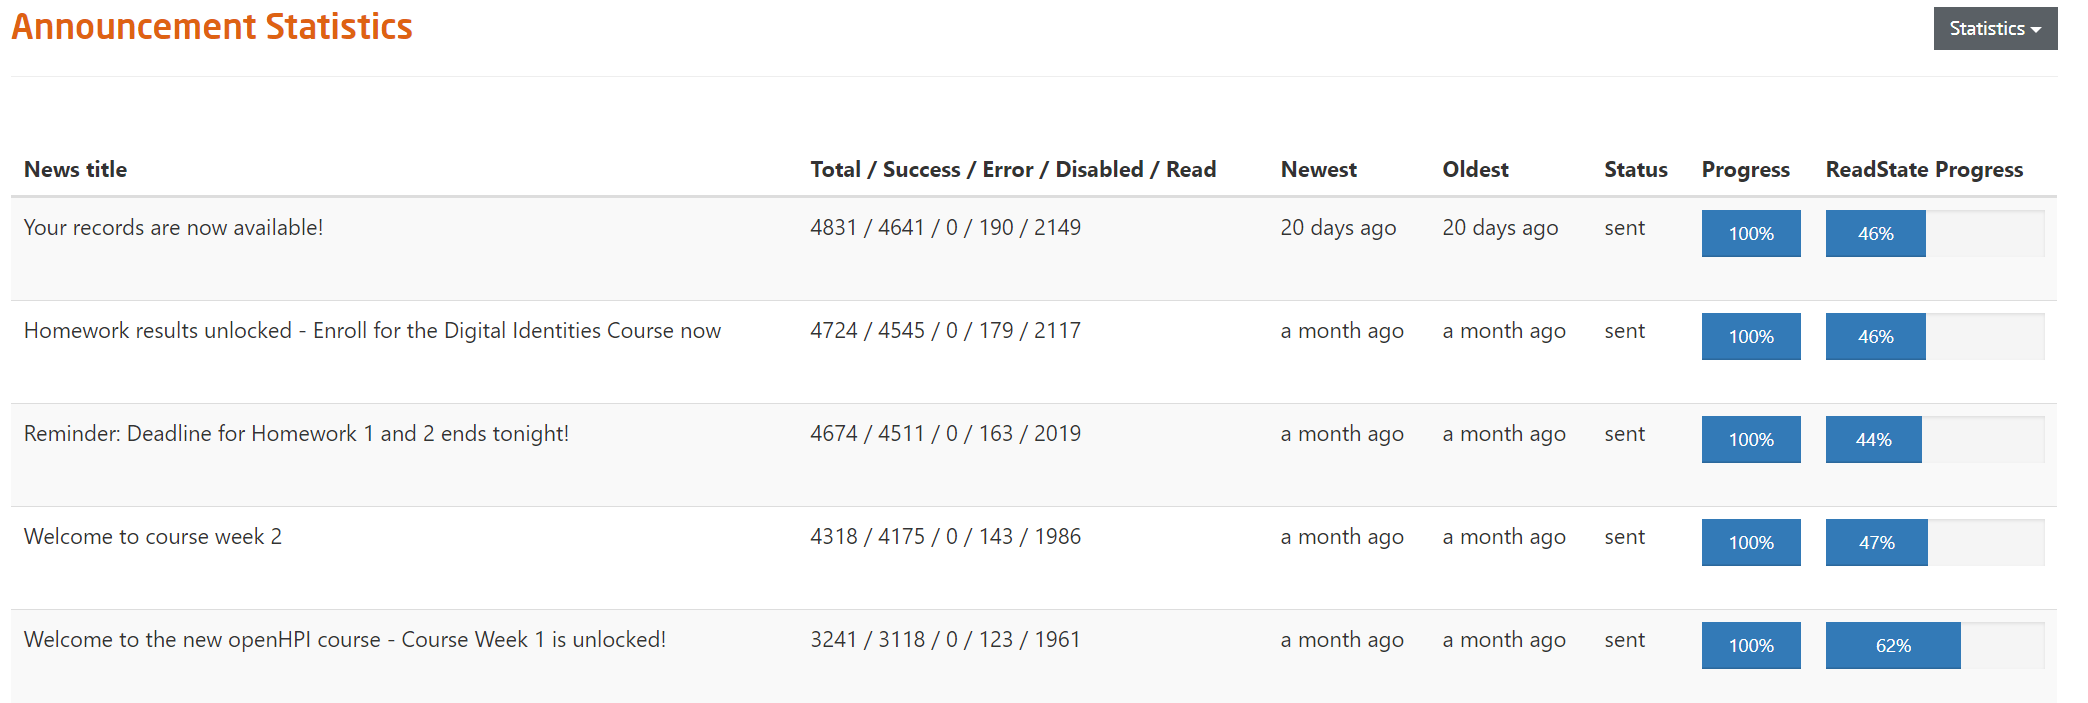 Announcement Statistics
Statistics
News title Total / Success / Error / Disabled / Read Newest Oldest Status Progress ReadState Progress
Your records are now available! 4831 / 4641 / 0 / 190 / 2149 20 days ago 20 days ago sent 100% 46%
Homework results unlocked - Enroll for the Digital Identities Course now 4724 / 4545 / 0 / 179 / 2117 a month ago a month ago sent 100% 46%
Reminder: Deadline for Homework 1 and 2 ends tonight! 4674 / 4511 / 0 / 163 / 2019 a month ago a month ago sent 100% 44%
Welcome to course week 2 4318 / 4175 / 0 / 143 / 1986 a month ago a month ago sent 100% 47%
Welcome to the new openHPI course - Course Week 1 is unlocked! 3241 / 3118 / 0 / 123 / 1961 a month ago a month ago sent 100% 62%